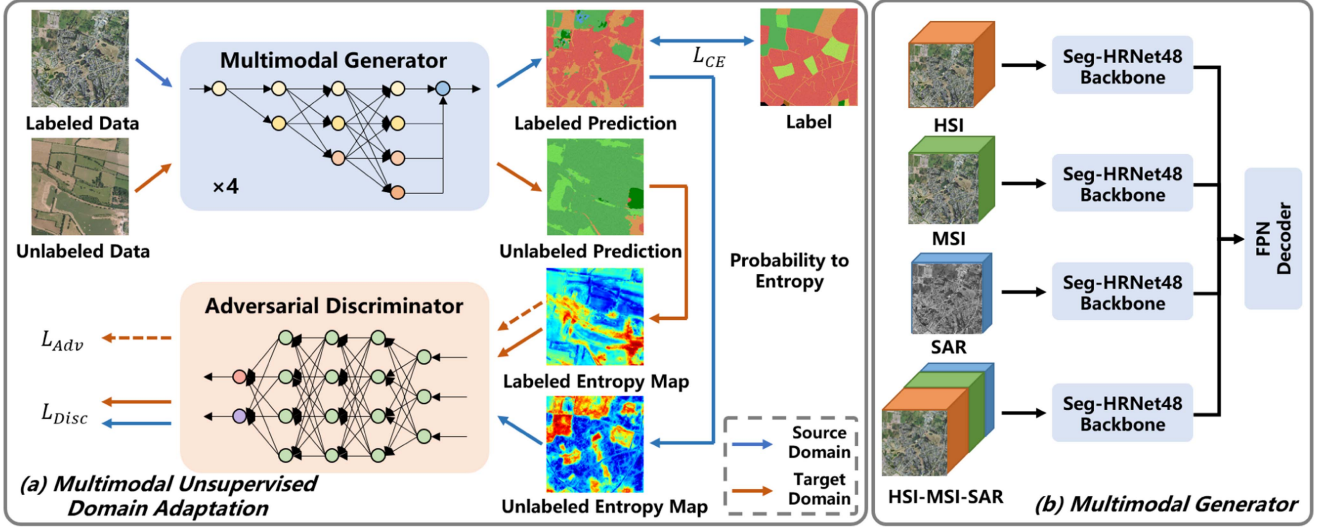 Multimodal Generator
×4
Labeled Data
Unlabeled Data
Labeled Prediction
L_CE
Label
Unlabeled Prediction
Probability to
Entropy
Adversarial Discriminator
L_Adv
L_Disc
Labeled Entropy Map
Unlabeled Entropy Map
Source
Domain
Target
Domain
(a) Multimodal Unsupervised
Domain Adaptation
HSI
Seg-HRNet48
Backbone
MSI
Seg-HRNet48
Backbone
SAR
Seg-HRNet48
Backbone
HSI-MSI-SAR
Seg-HRNet48
Backbone
FPN
Decoder
(b) Multimodal Generator